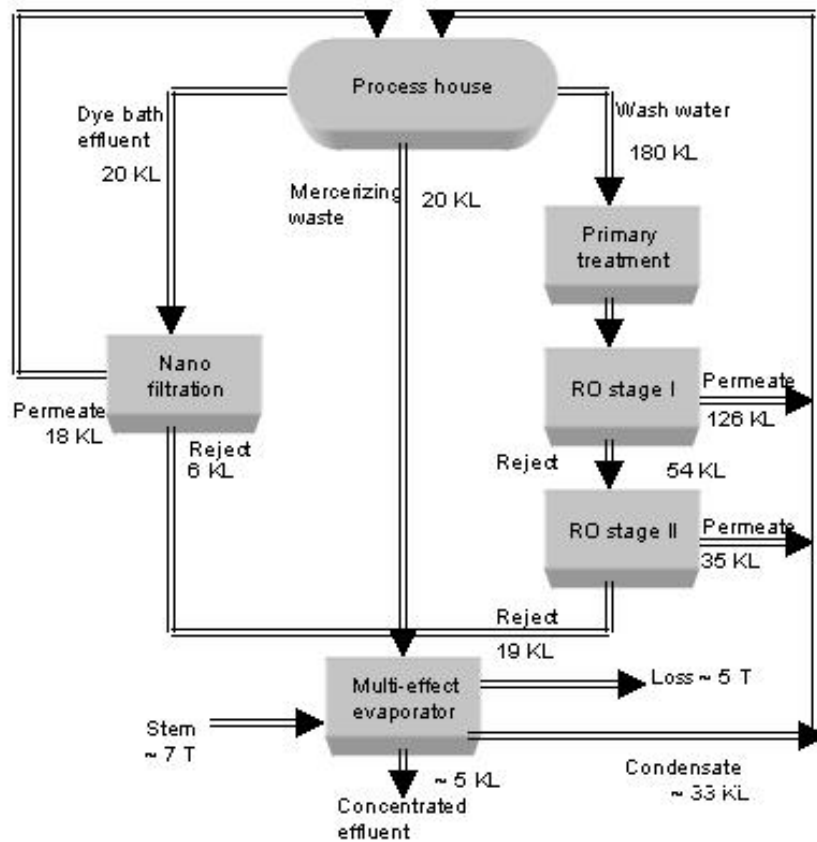 Process house
Dye bath
effluent
20 KL
Mercerizing
waste
20 KL
Wash water
180 KL
Primary
treatment
Nano
filtration
Permeate
18 KL
Reject
6 KL
RO stage I
Permeate
126 KL
Reject
54 KL
RO stage II
Permeate
35 KL
Reject
19 KL
Multi-effect
evaporator
Loss ~ 5 T
Stem
~ 7 T
~ 5 KL
Concentrated
effluent
Condensate
~ 33 KL